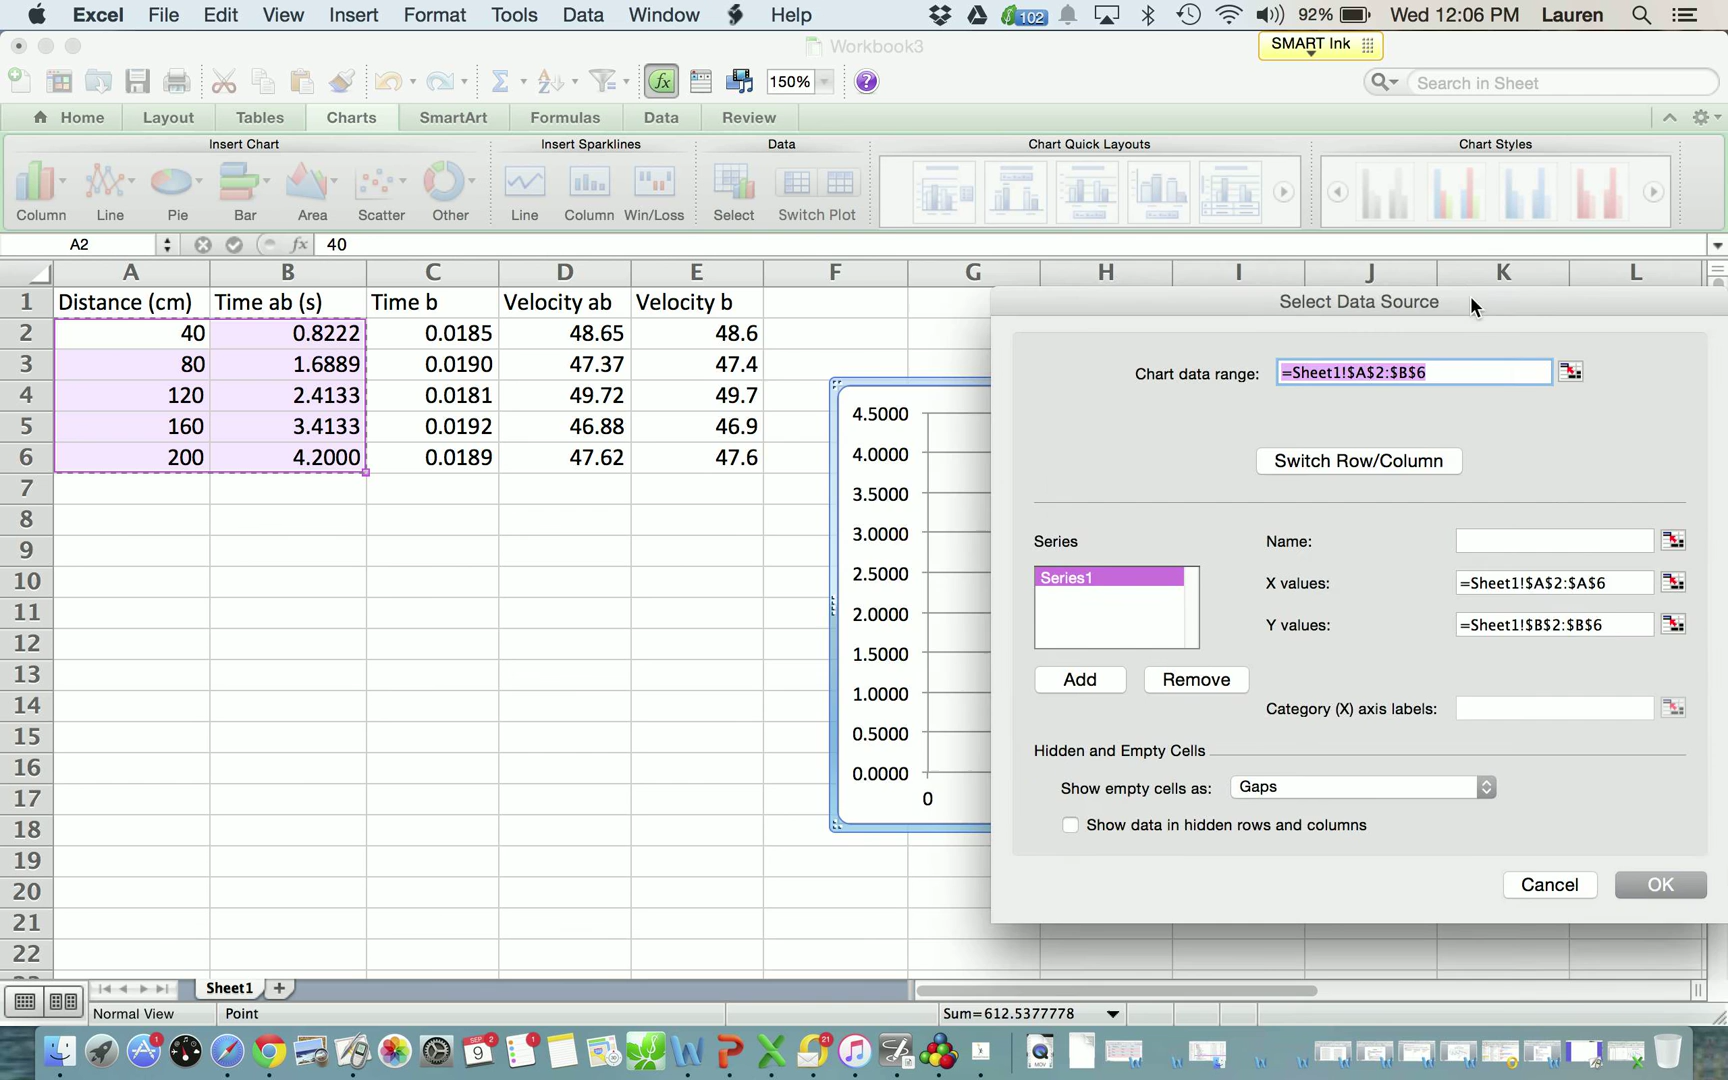 Excel File Edit View Insert Format Tools Data Window Help 102 92% Wed 12:06 PM Lauren
Workbook3
SMART Ink
150% Search in Sheet
Home Layout Tables Charts SmartArt Formulas Data Review
Insert Chart Insert Sparklines Data Chart Quick Layouts Chart Styles
Column Line Pie Bar Area Scatter Other Line Column Win/Loss Select Switch Plot
A2 fx 40
A B C D E F G H I J K L
1 Distance (cm) Time ab (s) Time b Velocity ab Velocity b
2 40 0.8222 0.0185 48.65 48.6
3 80 1.6889 0.0190 47.37 47.4
4 120 2.4133 0.0181 49.72 49.7
5 160 3.4133 0.0192 46.88 46.9
6 200 4.2000 0.0189 47.62 47.6
7
8
9
10
11
12
13
14
15
16
17
18
19
20
21
22
4.5000
4.0000
3.5000
3.0000
2.5000
2.0000
1.5000
1.0000
0.5000
0.0000
0
Select Data Source
Chart data range: =Sheet1!$A$2:$B$6
Switch Row/Column
Series Name:
Series1 X values: =Sheet1!$A$2:$A$6
Y values: =Sheet1!$B$2:$B$6
Add Remove
Category (X) axis labels:
Hidden and Empty Cells
Show empty cells as: Gaps
Show data in hidden rows and columns
Cancel OK
Sheet1
Normal View Point Sum=612.5377778